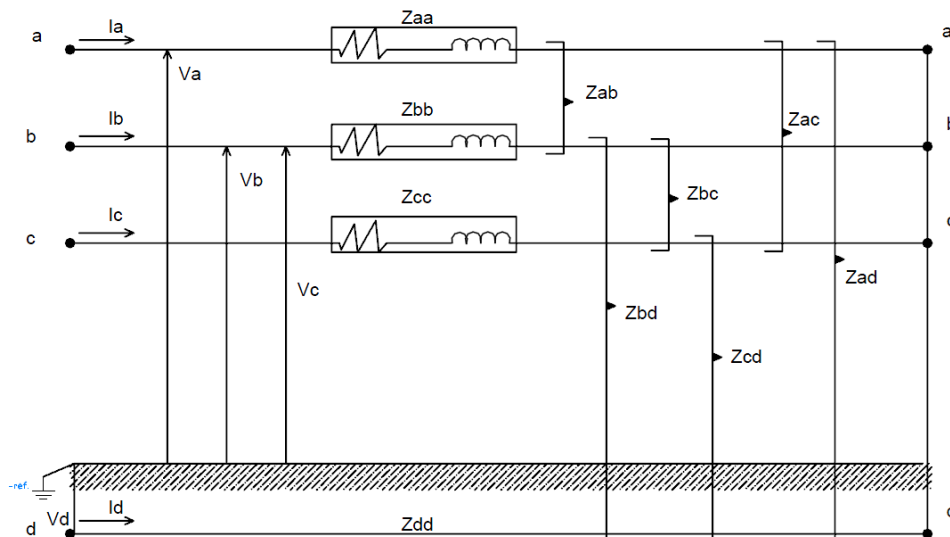 Zaa
a Ia a
Va
Zab
Zac
Zbb
b Ib b
Vb
Zbc
Zcc
c Ic
Vc
Zad
Zbd
Zcd
-ref.
Vd Id
d Zdd